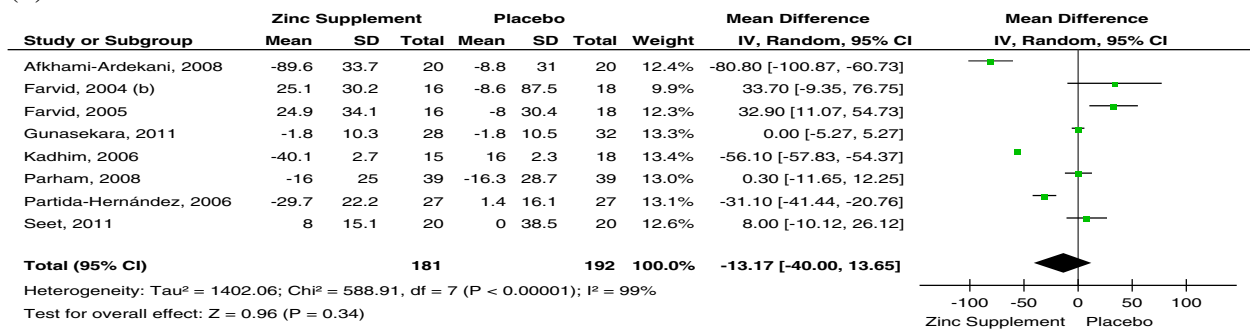 Zinc Supplement Placebo Mean Difference Mean Difference
Study or Subgroup Mean SD Total Mean SD Total Weight IV, Random, 95% CI IV, Random, 95% CI
Afkhami-Ardekani, 2008 -89.6 33.7 20 -8.8 31 20 12.4% -80.80 [-100.87, -60.73]
Farvid, 2004 (b) 25.1 30.2 16 -8.6 87.5 18 9.9% 33.70 [-9.35, 76.75]
Farvid, 2005 24.9 34.1 16 -8 30.4 18 12.3% 32.90 [11.07, 54.73]
Gunasekara, 2011 -1.8 10.3 28 -1.8 10.5 32 13.3% 0.00 [-5.27, 5.27]
Kadhim, 2006 -40.1 2.7 15 16 2.3 18 13.4% -56.10 [-57.83, -54.37]
Parham, 2008 -16 25 39 -16.3 28.7 39 13.0% 0.30 [-11.65, 12.25]
Partida-Hernández, 2006 -29.7 22.2 27 1.4 16.1 27 13.1% -31.10 [-41.44, -20.76]
Seet, 2011 8 15.1 20 0 38.5 20 12.6% 8.00 [-10.12, 26.12]
Total (95% CI) 181 192 100.0% -13.17 [-40.00, 13.65]
Heterogeneity: Tau² = 1402.06; Chi² = 588.91, df = 7 (P < 0.00001); I² = 99%
Test for overall effect: Z = 0.96 (P = 0.34)
-100 -50 0 50 100
Zinc Supplement Placebo